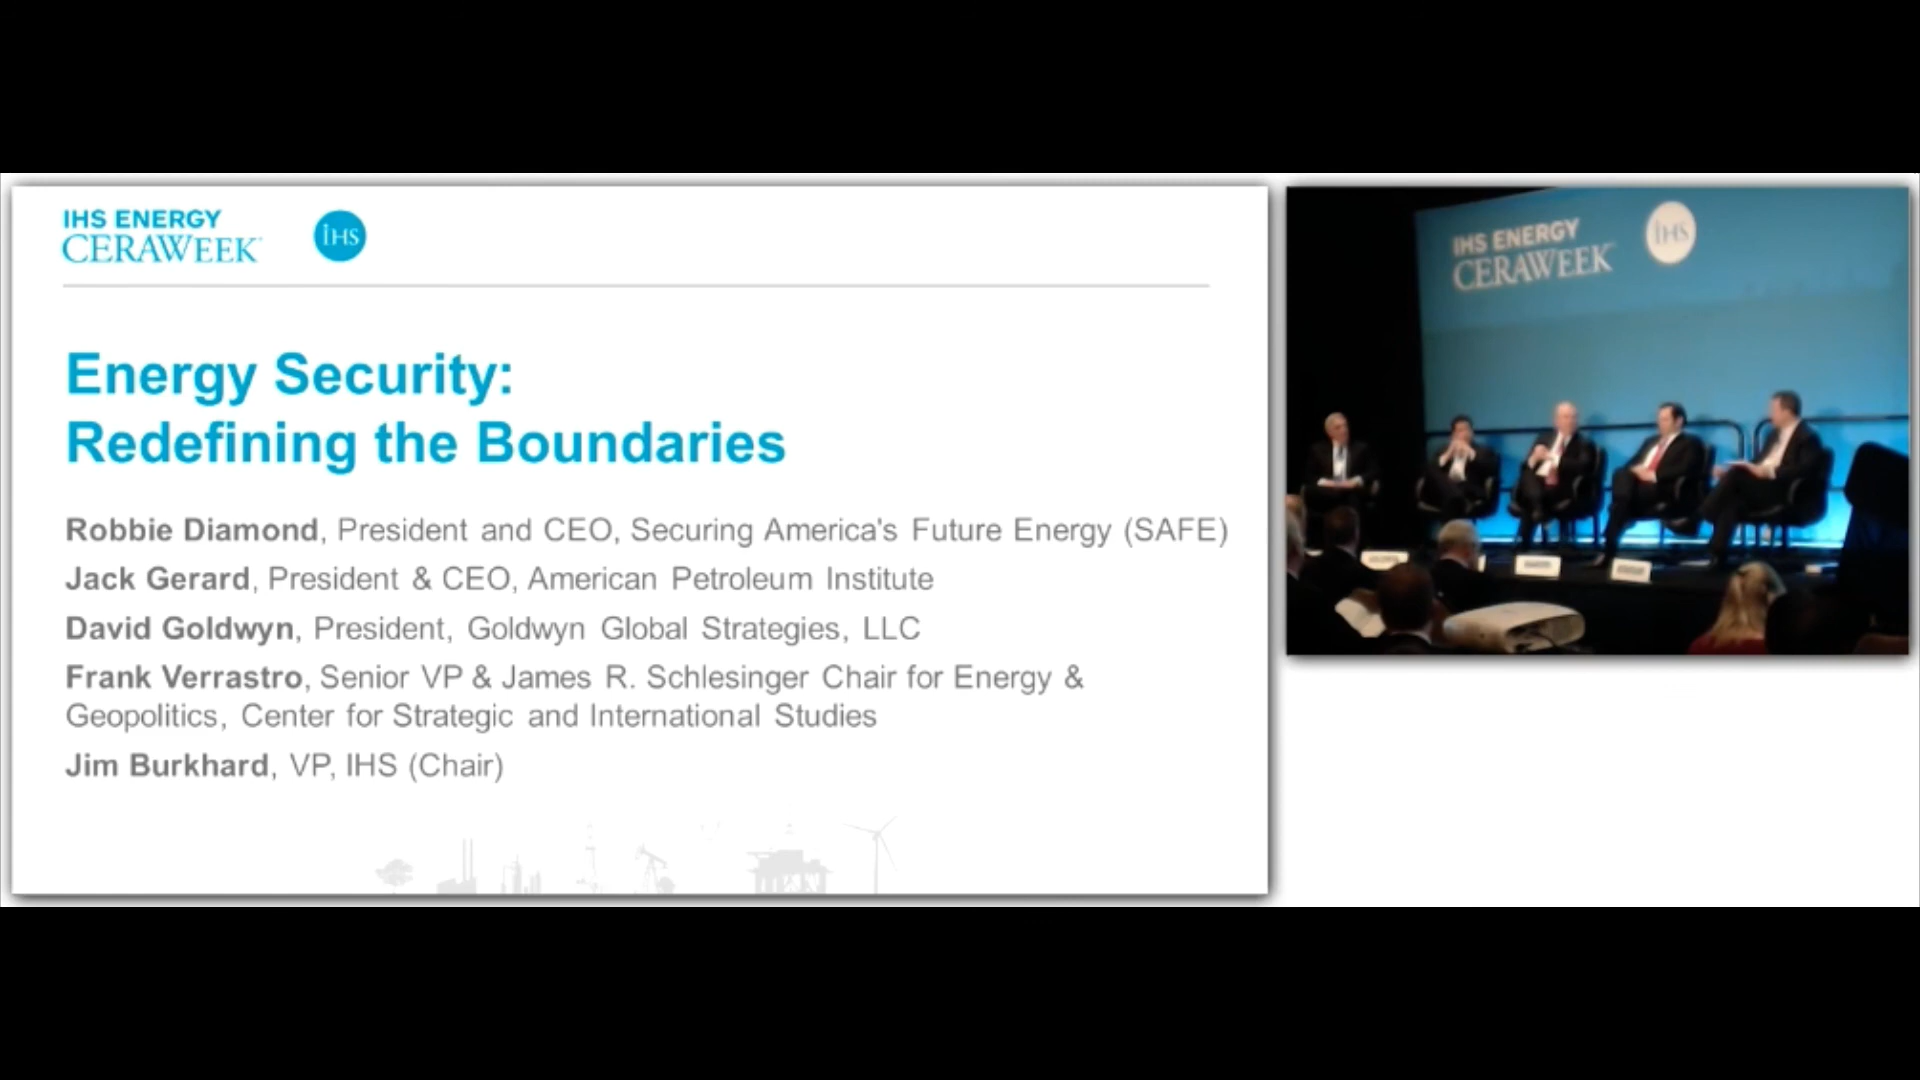 IHS ENERGY
CERAWEEK
IHS
Energy Security:
Redefining the Boundaries
Robbie Diamond, President and CEO, Securing America's Future Energy (SAFE)
Jack Gerard, President & CEO, American Petroleum Institute
David Goldwyn, President, Goldwyn Global Strategies, LLC
Frank Verrastro, Senior VP & James R. Schlesinger Chair for Energy &
Geopolitics, Center for Strategic and International Studies
Jim Burkhard, VP, IHS (Chair)
IHS ENERGY
CERAWEEK
IHS